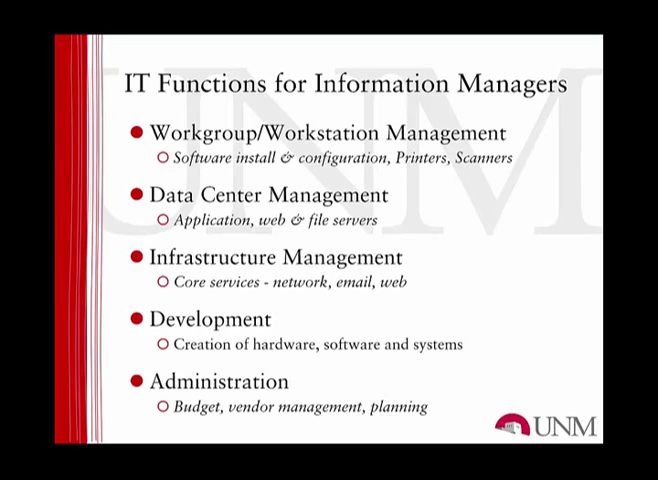 IT Functions for Information Managers
Workgroup/Workstation Management
Software install & configuration, Printers, Scanners
Data Center Management
Application, web & file servers
Infrastructure Management
Core services - network, email, web
Development
Creation of hardware, software and systems
Administration
Budget, vendor management, planning
UNM
UNM